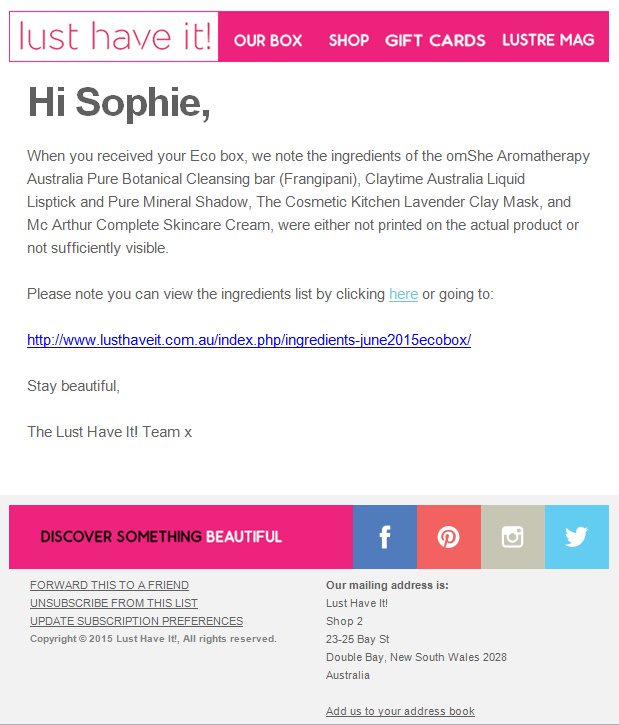 lust have it!
OUR BOX SHOP GIFT CARDS LUSTRE MAG
Hi Sophie,
When you received your Eco box, we note the ingredients of the omShe Aromatherapy
Australia Pure Botanical Cleansing bar (Frangipani), Claytime Australia Liquid
Lisptick and Pure Mineral Shadow, The Cosmetic Kitchen Lavender Clay Mask, and
Mc Arthur Complete Skincare Cream, were either not printed on the actual product or
not sufficiently visible.
Please note you can view the ingredients list by clicking here or going to:
http://www.lusthaveit.com.au/index.php/ingredients-june2015ecobox/
Stay beautiful,
The Lust Have It! Team x
DISCOVER SOMETHING BEAUTIFUL
FORWARD THIS TO A FRIEND
UNSUBSCRIBE FROM THIS LIST
UPDATE SUBSCRIPTION PREFERENCES
Copyright © 2015 Lust Have It!, All rights reserved.
Our mailing address is:
Lust Have It!
Shop 2
23-25 Bay St
Double Bay, New South Wales 2028
Australia
Add us to your address book